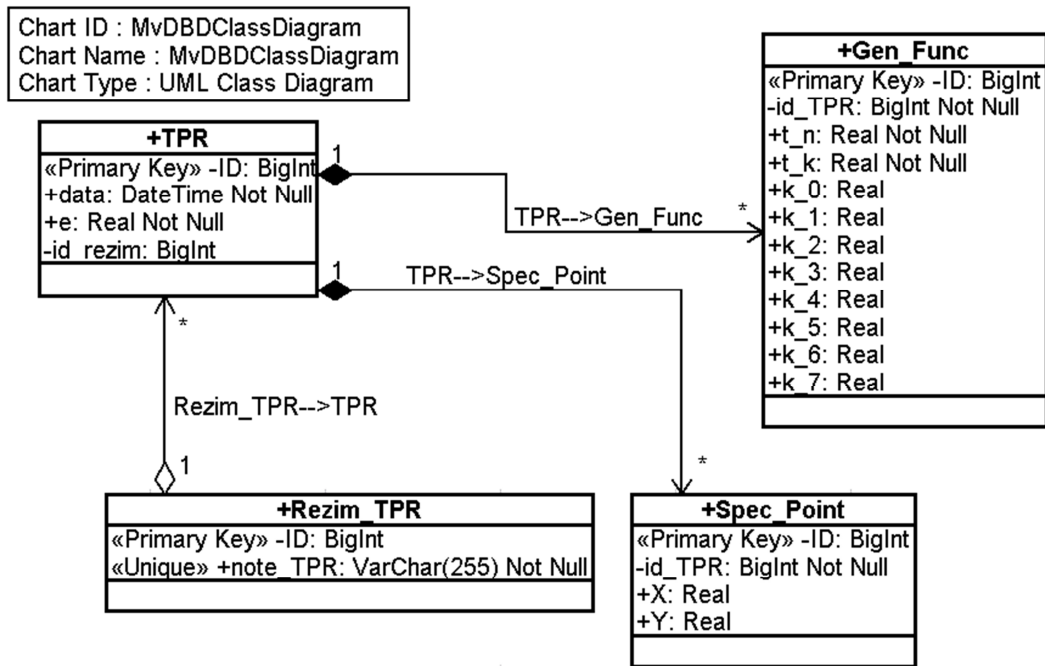 Chart ID : MvDBDClassDiagram
Chart Name : MvDBDClassDiagram
Chart Type : UML Class Diagram
+TPR
«Primary Key» -ID: BigInt
+data: DateTime Not Null
+e: Real Not Null
-id_rezim: BigInt
1
TPR-->Gen_Func
*
+Gen_Func
«Primary Key» -ID: BigInt
-id_TPR: BigInt Not Null
+t_n: Real Not Null
+t_k: Real Not Null
+k_0: Real
+k_1: Real
+k_2: Real
+k_3: Real
+k_4: Real
+k_5: Real
+k_6: Real
+k_7: Real
1
TPR-->Spec_Point
*
*
Rezim_TPR-->TPR
1
+Rezim_TPR
«Primary Key» -ID: BigInt
«Unique» +note_TPR: VarChar(255) Not Null
+Spec_Point
«Primary Key» -ID: BigInt
-id_TPR: BigInt Not Null
+X: Real
+Y: Real